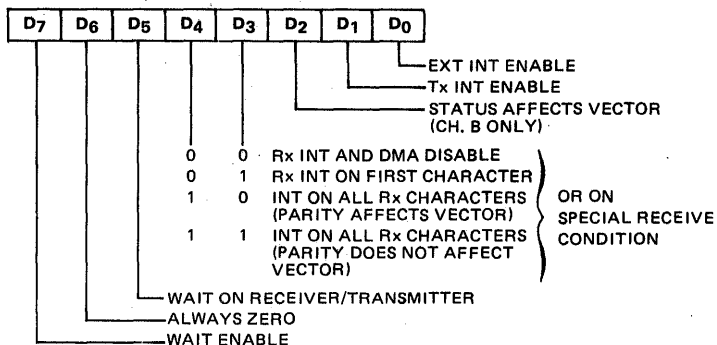 D7 D6 D5 D4 D3 D2 D1 D0
EXT INT ENABLE
Tx INT ENABLE
STATUS AFFECTS VECTOR
(CH. B ONLY)
0 0 Rx INT AND DMA DISABLE
0 1 Rx INT ON FIRST CHARACTER
1 0 INT ON ALL Rx CHARACTERS
(PARITY AFFECTS VECTOR)
1 1 INT ON ALL Rx CHARACTERS
(PARITY DOES NOT AFFECT
VECTOR)
OR ON
SPECIAL RECEIVE
CONDITION
WAIT ON RECEIVER/TRANSMITTER
ALWAYS ZERO
WAIT ENABLE